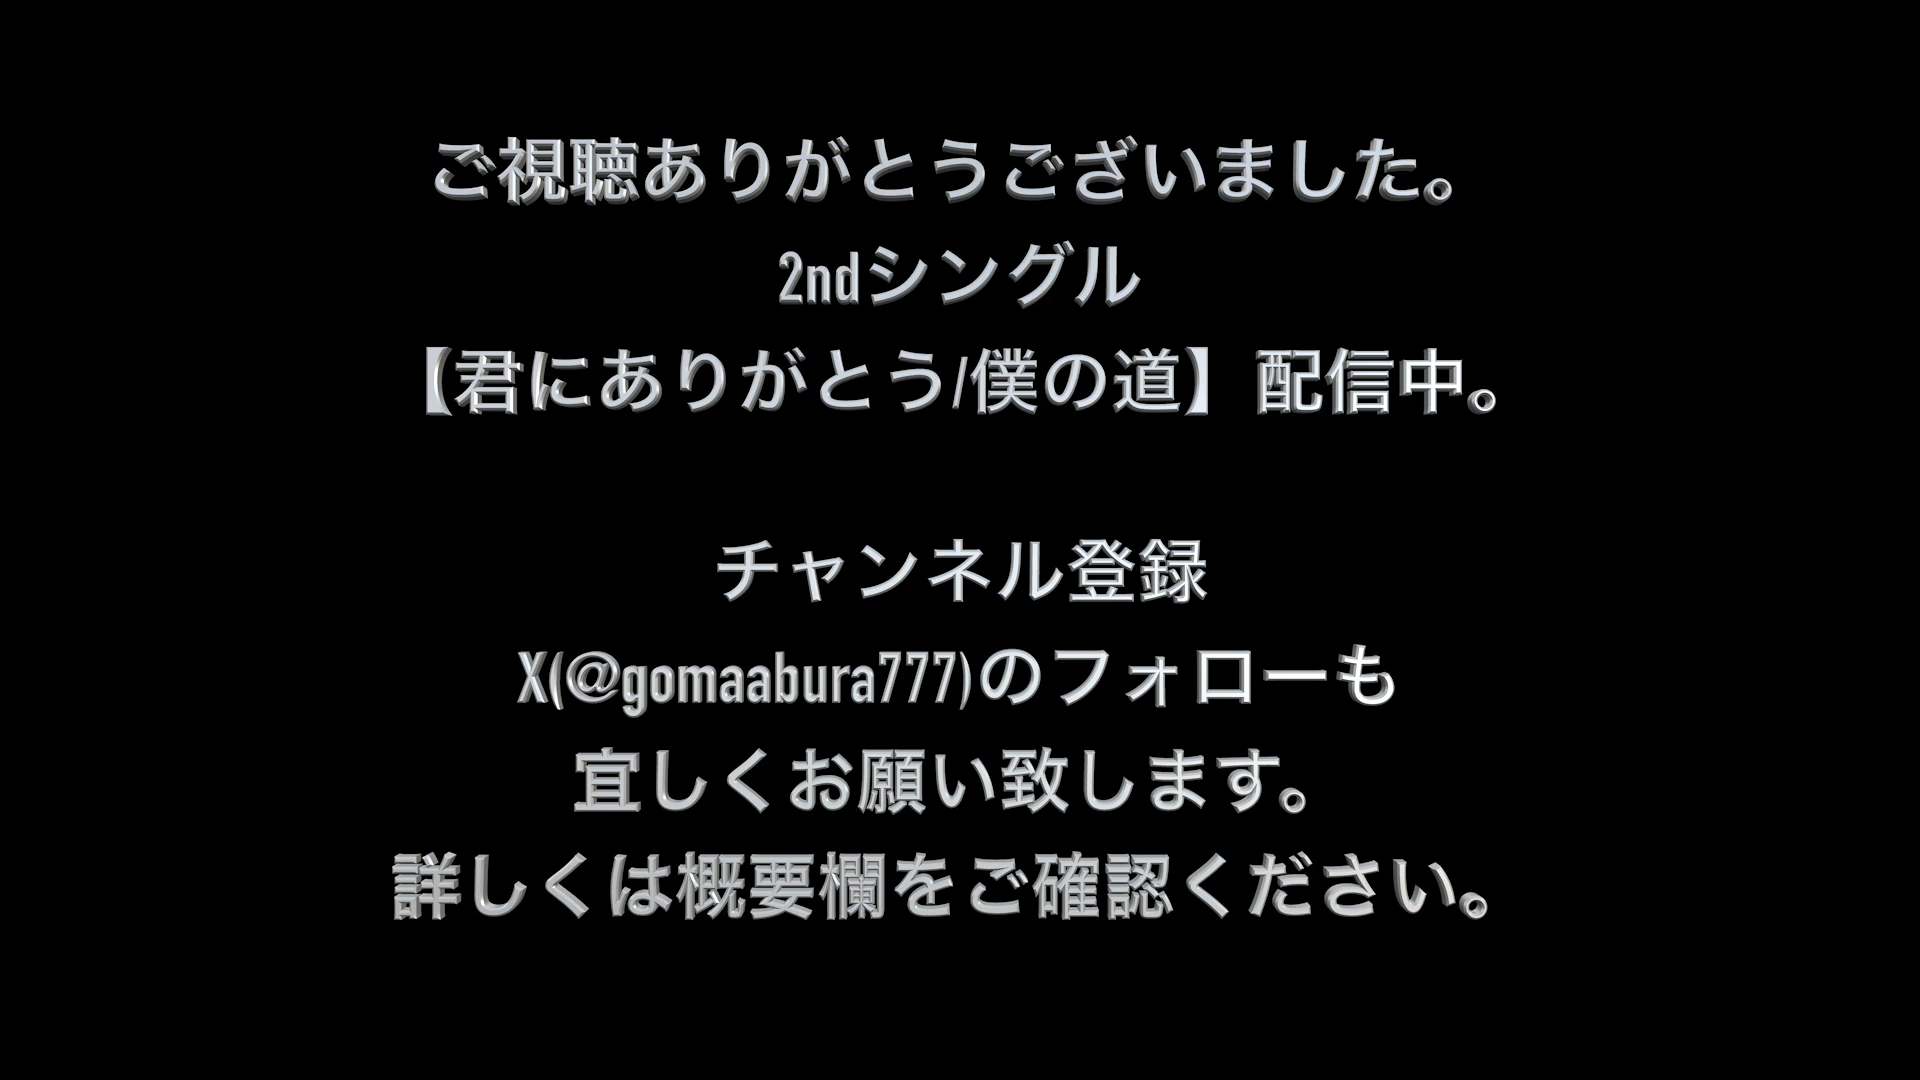 ご視聴ありがとうございました。
2ndシングル
【君にありがとう/僕の道】配信中。
チャンネル登録
X(@gomaabura777)のフォローも
宜しくお願い致します。
詳しくは概要欄をご確認ください。